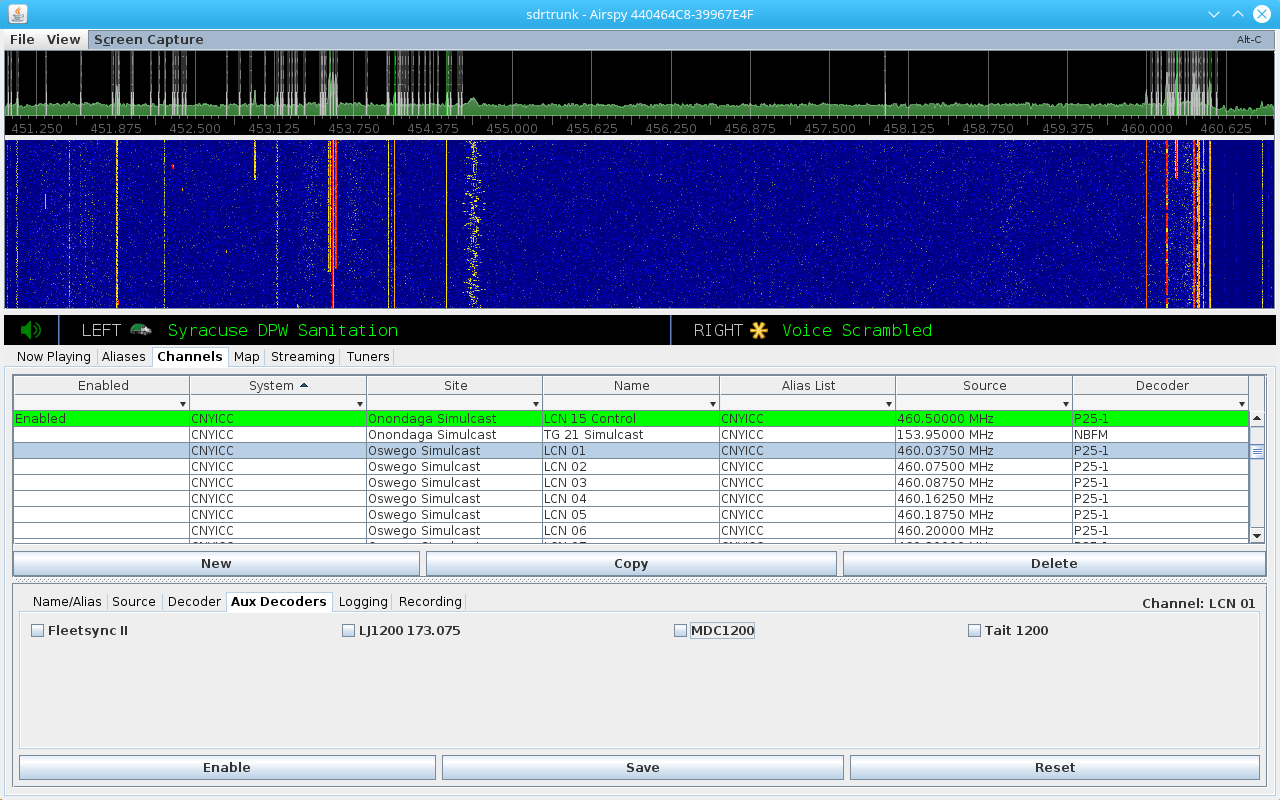 sdrtrunk - Airspy 440464C8-39967E4F
File View Screen Capture Alt-C
451.250 451.875 452.500 453.125 453.750 454.375 455.000 455.625 456.250 456.875 457.500 458.125 458.750 459.375 460.000 460.625
LEFT Syracuse DPW Sanitation RIGHT Voice Scrambled
Now Playing Aliases Channels Map Streaming Tuners
Enabled System Site Name Alias List Source Decoder
Enabled CNYICC Onondaga Simulcast LCN 15 Control CNYICC 460.50000 MHz P25-1
CNYICC Onondaga Simulcast TG 21 Simulcast CNYICC 153.95000 MHz NBFM
CNYICC Oswego Simulcast LCN 01 CNYICC 460.03750 MHz P25-1
CNYICC Oswego Simulcast LCN 02 CNYICC 460.07500 MHz P25-1
CNYICC Oswego Simulcast LCN 03 CNYICC 460.08750 MHz P25-1
CNYICC Oswego Simulcast LCN 04 CNYICC 460.16250 MHz P25-1
CNYICC Oswego Simulcast LCN 05 CNYICC 460.18750 MHz P25-1
CNYICC Oswego Simulcast LCN 06 CNYICC 460.20000 MHz P25-1
New Copy Delete
Name/Alias Source Decoder Aux Decoders Logging Recording Channel: LCN 01
Fleetsync II LJ1200 173.075 MDC1200 Tait 1200
Enable Save Reset